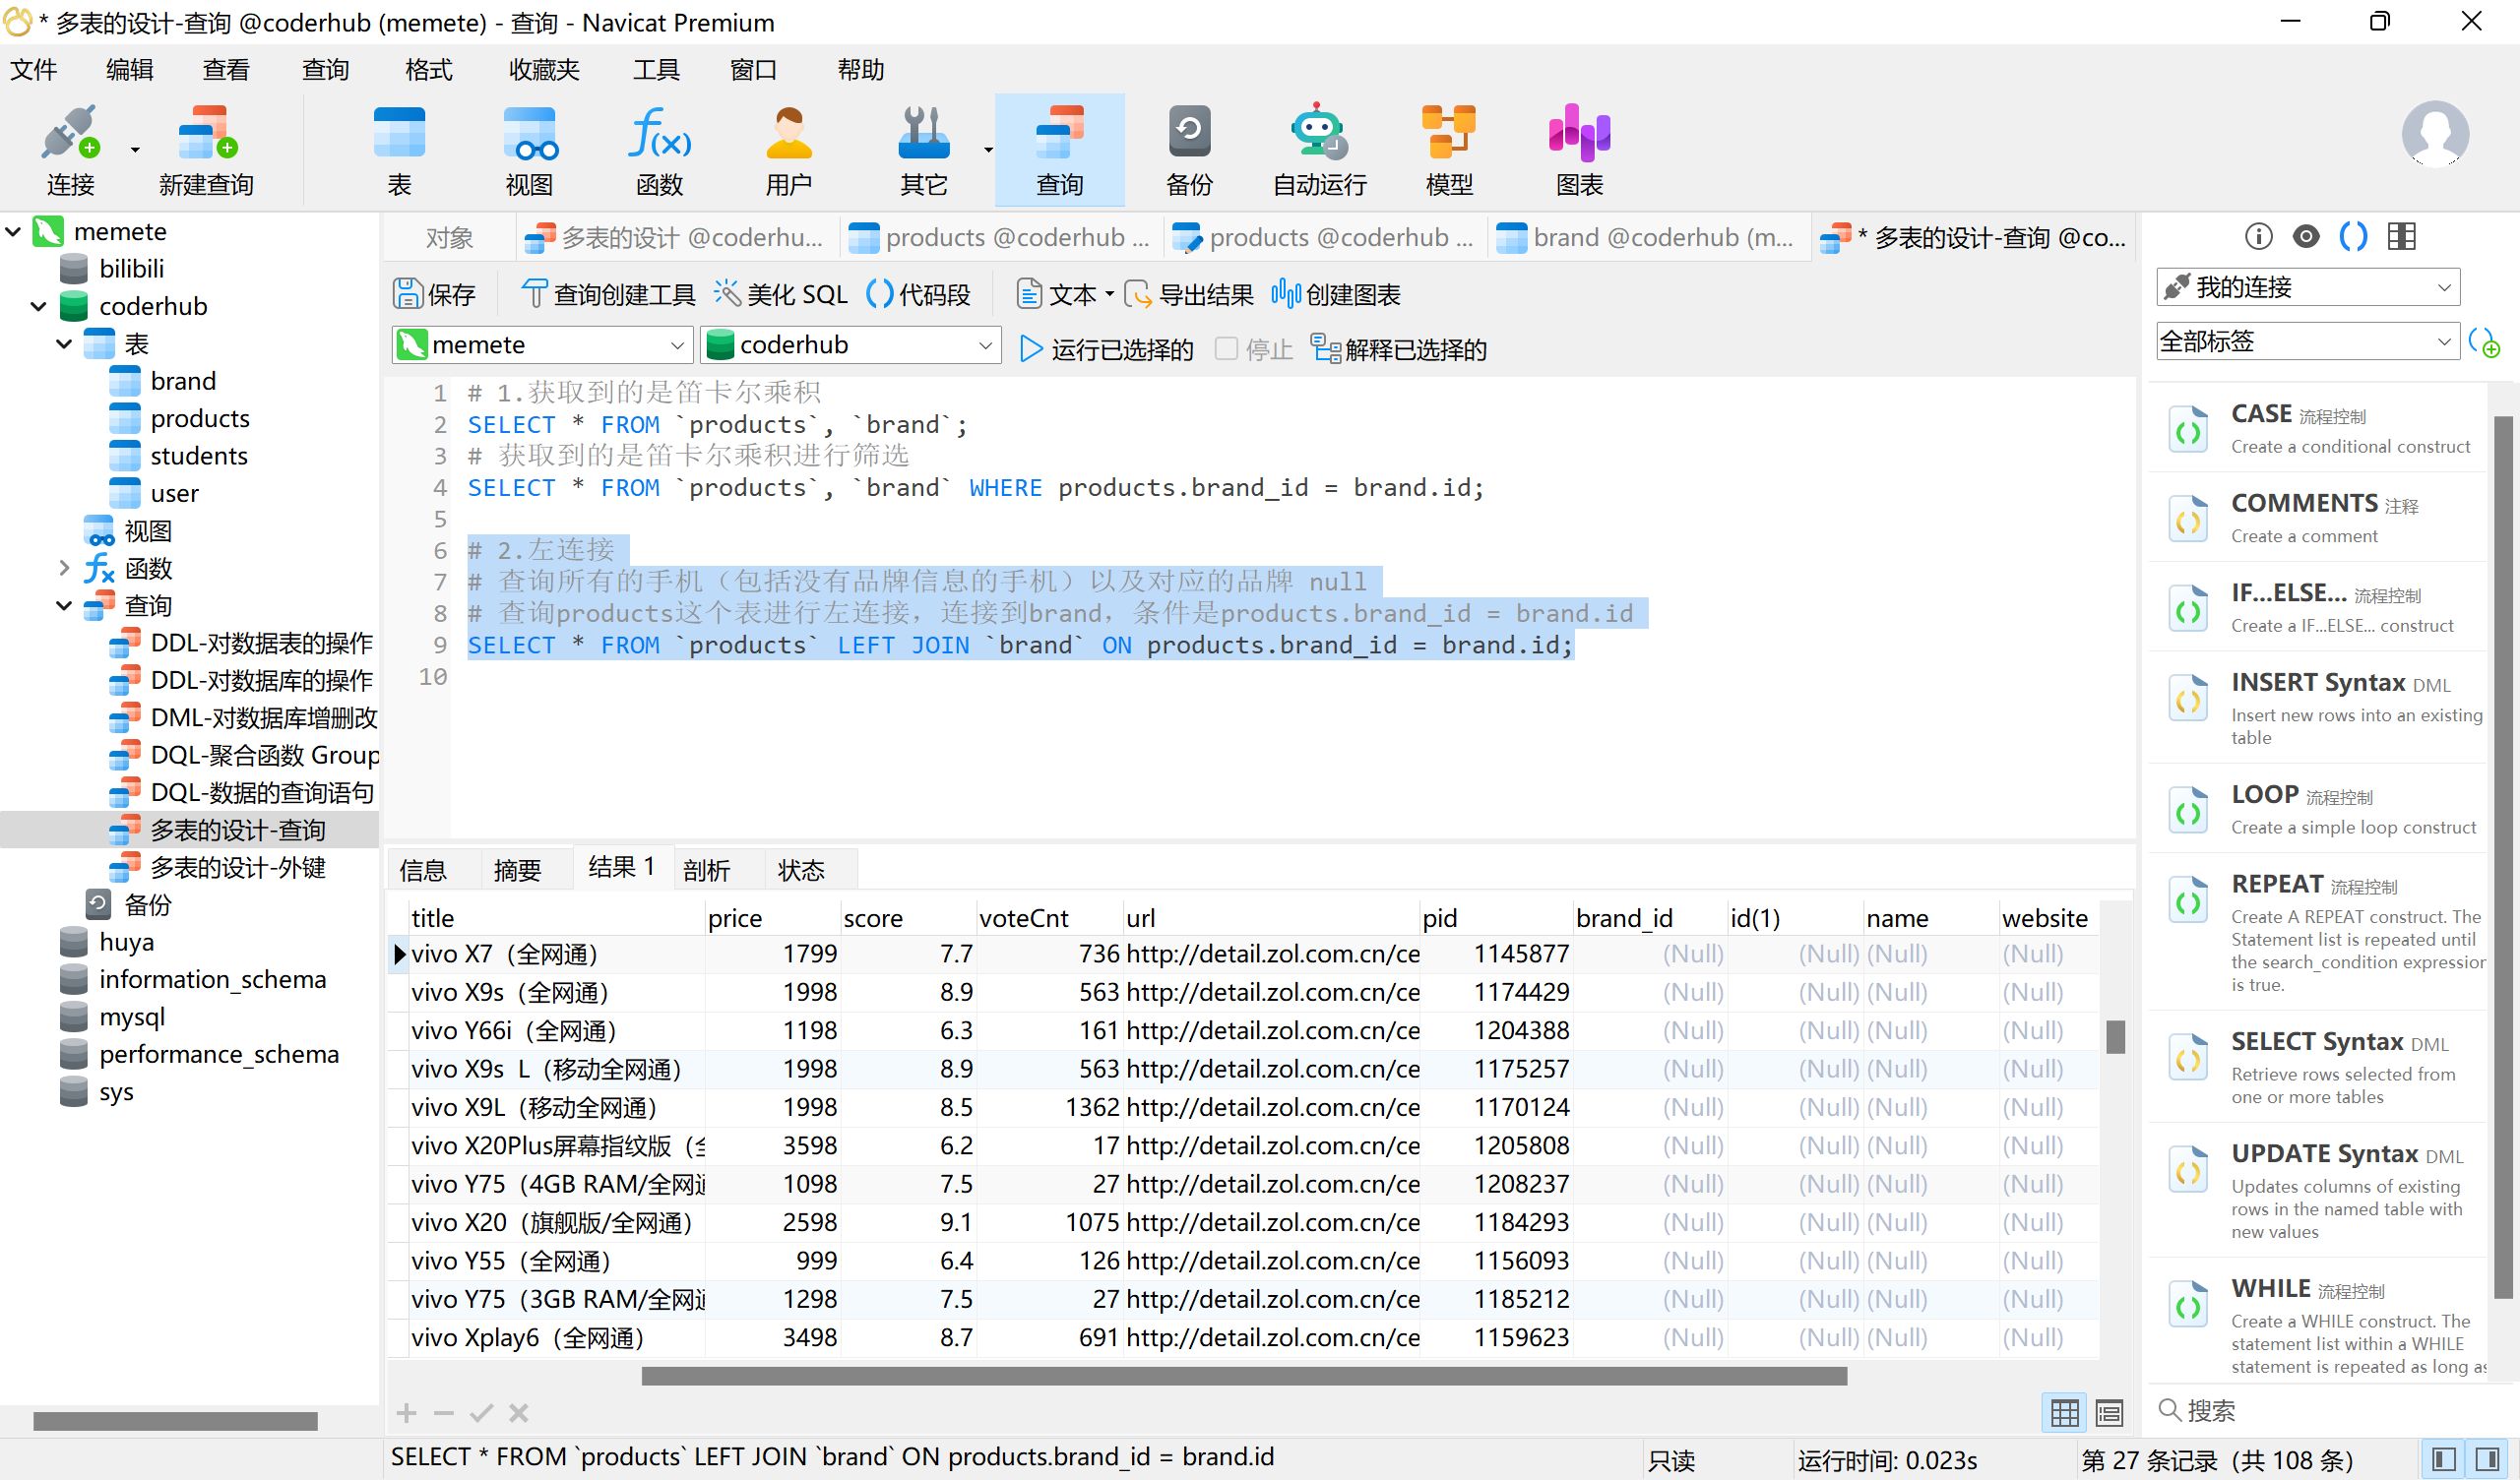 * 多表的设计-查询 @coderhub (memete) - 查询 - Navicat Premium
文件 编辑 查看 查询 格式 收藏夹 工具 窗口 帮助
连接 新建查询 表 视图 函数 用户 其它 查询 备份 自动运行 模型 图表
memete
bilibili
coderhub
表
brand
products
students
user
视图
函数
查询
DDL-对数据表的操作
DDL-对数据库的操作
DML-对数据库增删改
DQL-聚合函数 Group
DQL-数据的查询语句
多表的设计-查询
多表的设计-外键
备份
huya
information_schema
mysql
performance_schema
sys
对象 多表的设计 @coderhu... products @coderhub ... products @coderhub ... brand @coderhub (m... * 多表的设计-查询 @co...
保存 查询创建工具 美化 SQL 代码段 文本 导出结果 创建图表
memete coderhub 运行已选择的 停止 解释已选择的
1 # 1.获取到的是笛卡尔乘积
2 SELECT * FROM `products`, `brand`;
3 # 获取到的是笛卡尔乘积进行筛选
4 SELECT * FROM `products`, `brand` WHERE products.brand_id = brand.id;
5
6 # 2.左连接
7 # 查询所有的手机（包括没有品牌信息的手机）以及对应的品牌 null
8 # 查询products这个表进行左连接，连接到brand，条件是products.brand_id = brand.id
9 SELECT * FROM `products` LEFT JOIN `brand` ON products.brand_id = brand.id;
10
信息 摘要 结果 1 剖析 状态
title price score voteCnt url pid brand_id id(1) name website
vivo X7（全网通） 1799 7.7 736 http://detail.zol.com.cn/ce 1145877 (Null) (Null) (Null) (Null)
vivo X9s（全网通） 1998 8.9 563 http://detail.zol.com.cn/ce 1174429 (Null) (Null) (Null) (Null)
vivo Y66i（全网通） 1198 6.3 161 http://detail.zol.com.cn/ce 1204388 (Null) (Null) (Null) (Null)
vivo X9s L（移动全网通） 1998 8.9 563 http://detail.zol.com.cn/ce 1175257 (Null) (Null) (Null) (Null)
vivo X9L（移动全网通） 1998 8.5 1362 http://detail.zol.com.cn/ce 1170124 (Null) (Null) (Null) (Null)
vivo X20Plus屏幕指纹版（全 3598 6.2 17 http://detail.zol.com.cn/ce 1205808 (Null) (Null) (Null) (Null)
vivo Y75（4GB RAM/全网通 1098 7.5 27 http://detail.zol.com.cn/ce 1208237 (Null) (Null) (Null) (Null)
vivo X20（旗舰版/全网通） 2598 9.1 1075 http://detail.zol.com.cn/ce 1184293 (Null) (Null) (Null) (Null)
vivo Y55（全网通） 999 6.4 126 http://detail.zol.com.cn/ce 1156093 (Null) (Null) (Null) (Null)
vivo Y75（3GB RAM/全网通 1298 7.5 27 http://detail.zol.com.cn/ce 1185212 (Null) (Null) (Null) (Null)
vivo Xplay6（全网通） 3498 8.7 691 http://detail.zol.com.cn/ce 1159623 (Null) (Null) (Null) (Null)
我的连接
全部标签
CASE 流程控制
Create a conditional construct
COMMENTS 注释
Create a comment
IF...ELSE... 流程控制
Create a IF...ELSE... construct
INSERT Syntax DML
Insert new rows into an existing
table
LOOP 流程控制
Create a simple loop construct
REPEAT 流程控制
Create A REPEAT construct. The
Statement list is repeated until
the search_condition expression
is true.
SELECT Syntax DML
Retrieve rows selected from
one or more tables
UPDATE Syntax DML
Updates columns of existing
rows in the named table with
new values
WHILE 流程控制
Create a WHILE construct. The
statement list within a WHILE
statement is repeated as long as
搜索
SELECT * FROM `products` LEFT JOIN `brand` ON products.brand_id = brand.id 只读 运行时间: 0.023s 第 27 条记录 (共 108 条)